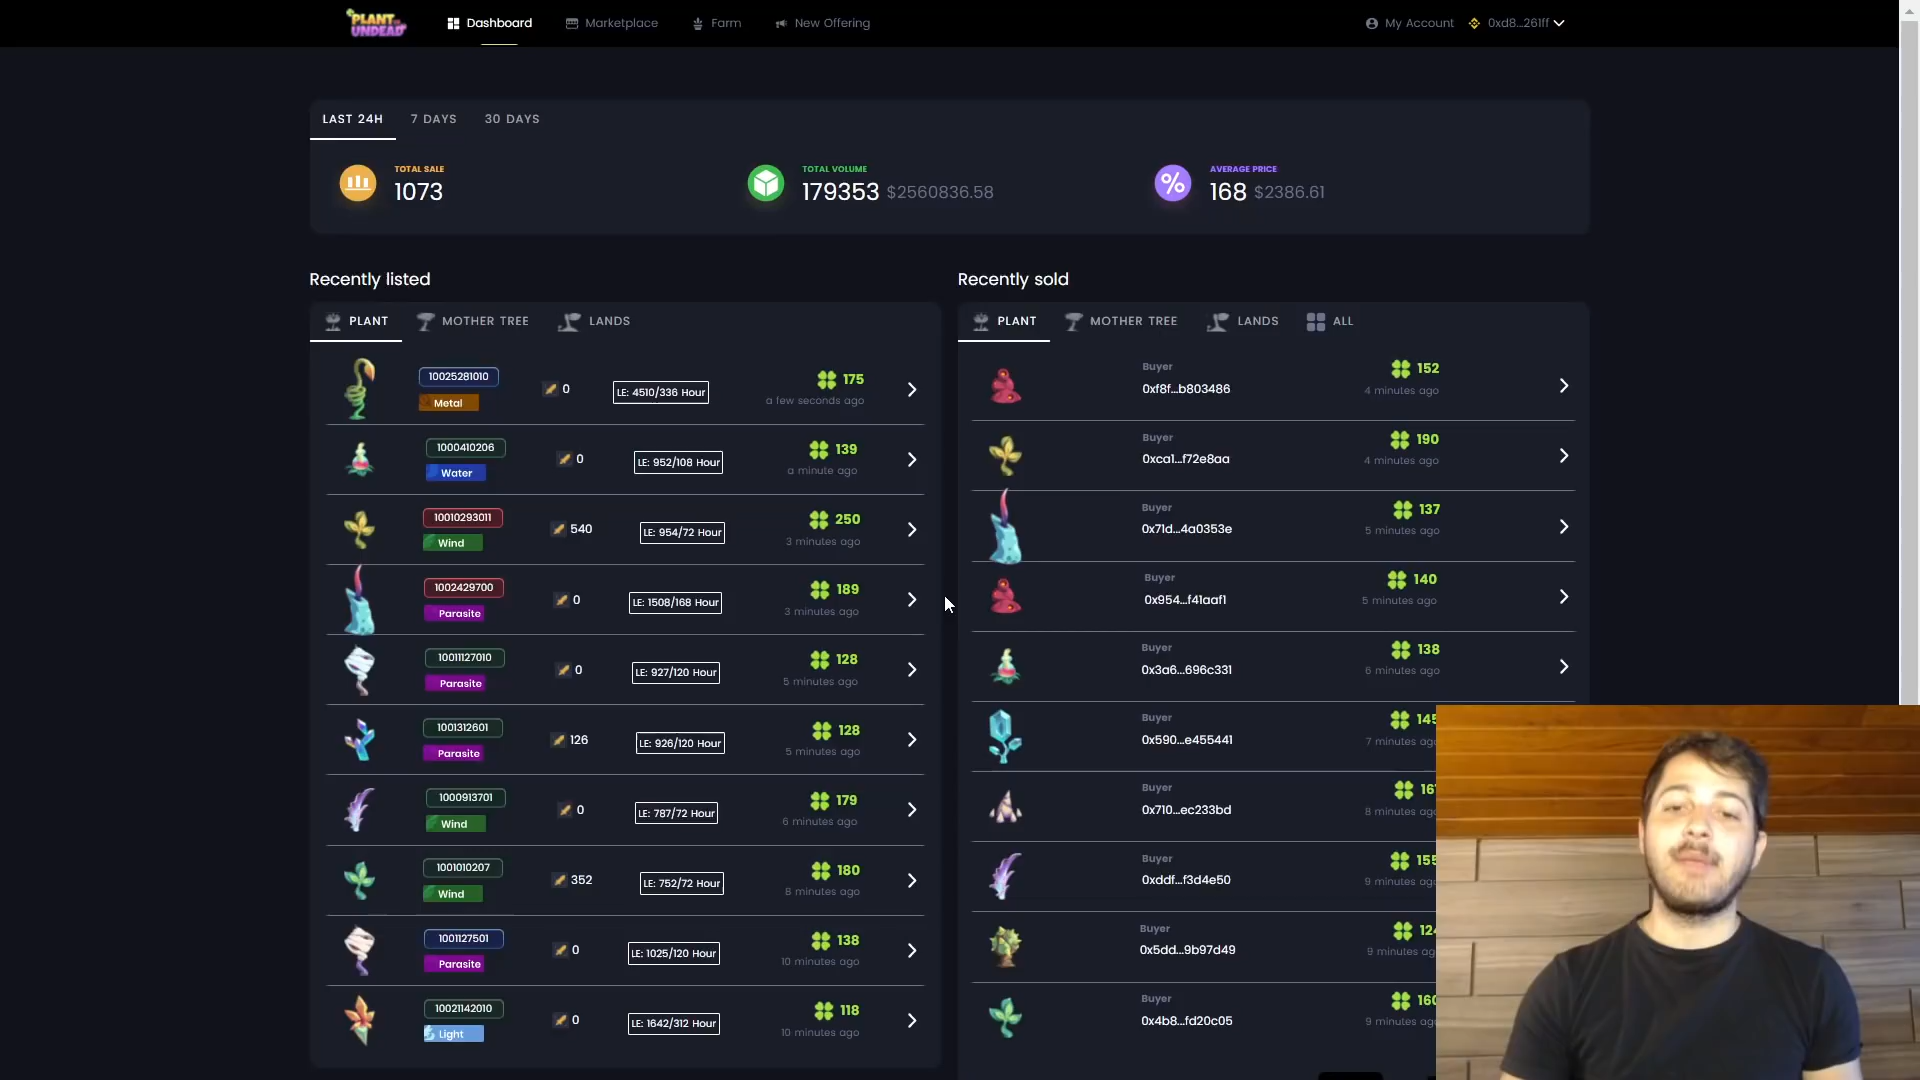 PLANT VS UNDEAD
Dashboard
Marketplace
Farm
New Offering
My Account
0xd8...261ff
LAST 24H
7 DAYS
30 DAYS
TOTAL SALE
1073
TOTAL VOLUME
179353 $2560836.58
AVERAGE PRICE
168 $2386.61
Recently listed
PLANT
MOTHER TREE
LANDS
10025281010
Metal
0
LE: 4510/336 Hour
175
a few seconds ago
1000410206
Water
0
LE: 952/108 Hour
139
a minute ago
10010293011
Wind
540
LE: 954/72 Hour
250
3 minutes ago
1002429700
Parasite
0
LE: 1508/168 Hour
189
3 minutes ago
10011127010
Parasite
0
LE: 927/120 Hour
128
5 minutes ago
1001312601
Parasite
126
LE: 926/120 Hour
128
5 minutes ago
1000913701
Wind
0
LE: 787/72 Hour
179
6 minutes ago
1001010207
Wind
352
LE: 752/72 Hour
180
8 minutes ago
1001127501
Parasite
0
LE: 1025/120 Hour
138
10 minutes ago
10021142010
Light
0
LE: 1642/312 Hour
118
10 minutes ago
Recently sold
PLANT
MOTHER TREE
LANDS
ALL
Buyer
0xf8f...b803486
152
4 minutes ago
Buyer
0xca1...f72e8aa
190
4 minutes ago
Buyer
0x71d...4a0353e
137
5 minutes ago
Buyer
0x954...f41aaf1
140
5 minutes ago
Buyer
0x3a6...696c331
138
6 minutes ago
Buyer
0x590...e455441
145
7 minutes ago
Buyer
0x710...ec233bd
8 minutes ago
Buyer
0xddf...f3d4e50
155
9 minutes ago
Buyer
0x5dd...9b97d49
9 minutes ago
Buyer
0x4b8...fd20c05
160
9 minutes ago